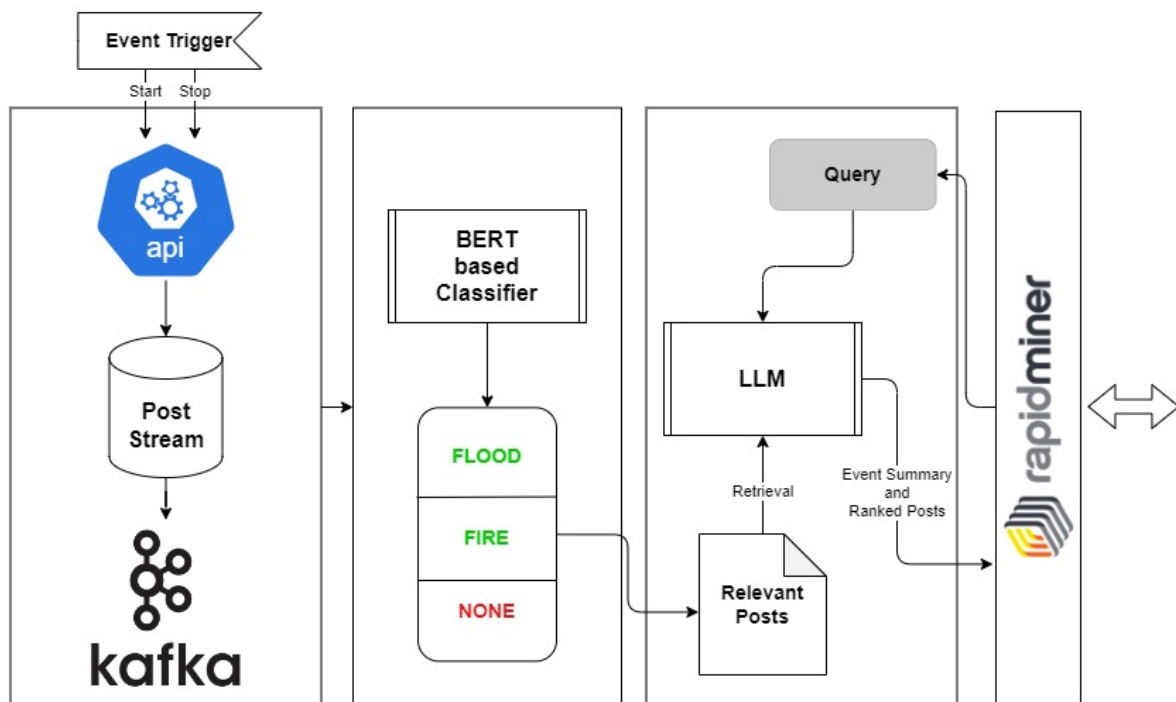 Event Trigger
Start
Stop
api
Post
Stream
kafka
BERT
based
Classifier
FLOOD
FIRE
NONE
Query
LLM
Retrieval
Event Summary
and
Ranked Posts
Relevant
Posts
rapidminer